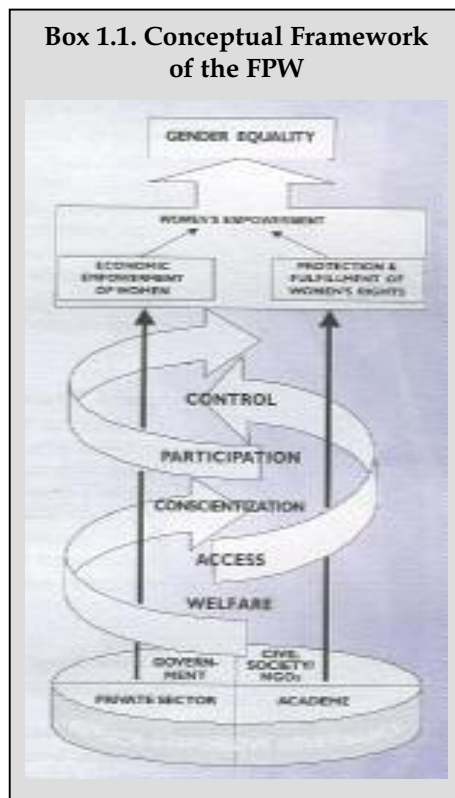 Box 1.1. Conceptual Framework
of the FPW
GENDER EQUALITY
WOMEN'S EMPOWERMENT
ECONOMIC
EMPOWERMENT
OF WOMEN
PROTECTION &
FULFILLMENT OF
WOMEN'S RIGHTS
CONTROL
PARTICIPATION
CONSCIENTIZATION
ACCESS
WELFARE
GOVERN-
MENT
CIVIL
SOCIETY/
NGOs
PRIVATE SECTOR
ACADEME